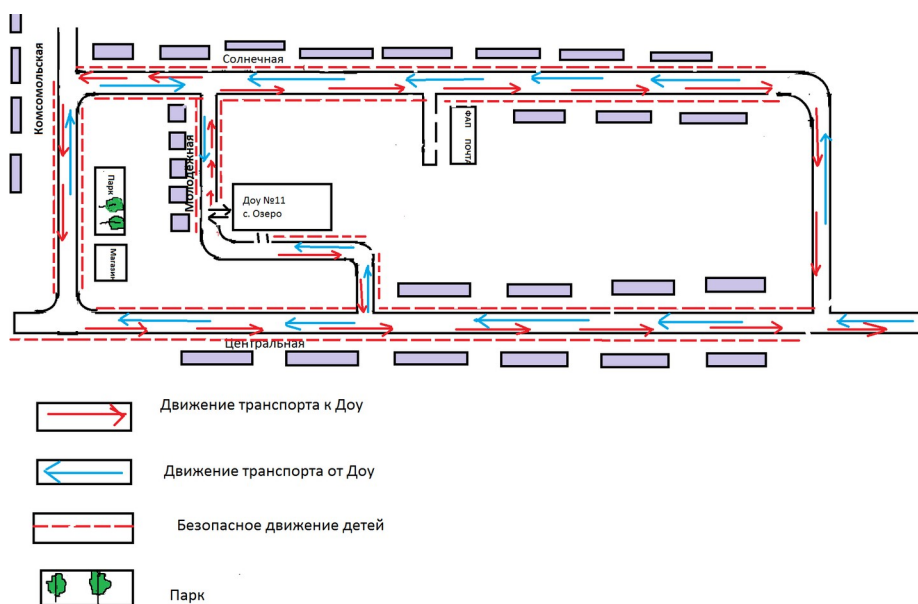 Солнечная
Комсомольская
Молодежная
Парк
Магазин
ФАП ПОЧТА
Доу №11
с. Озеро
Центральная
Движение транспорта к Доу
Движение транспорта от Доу
Безопасное движение детей
Парк